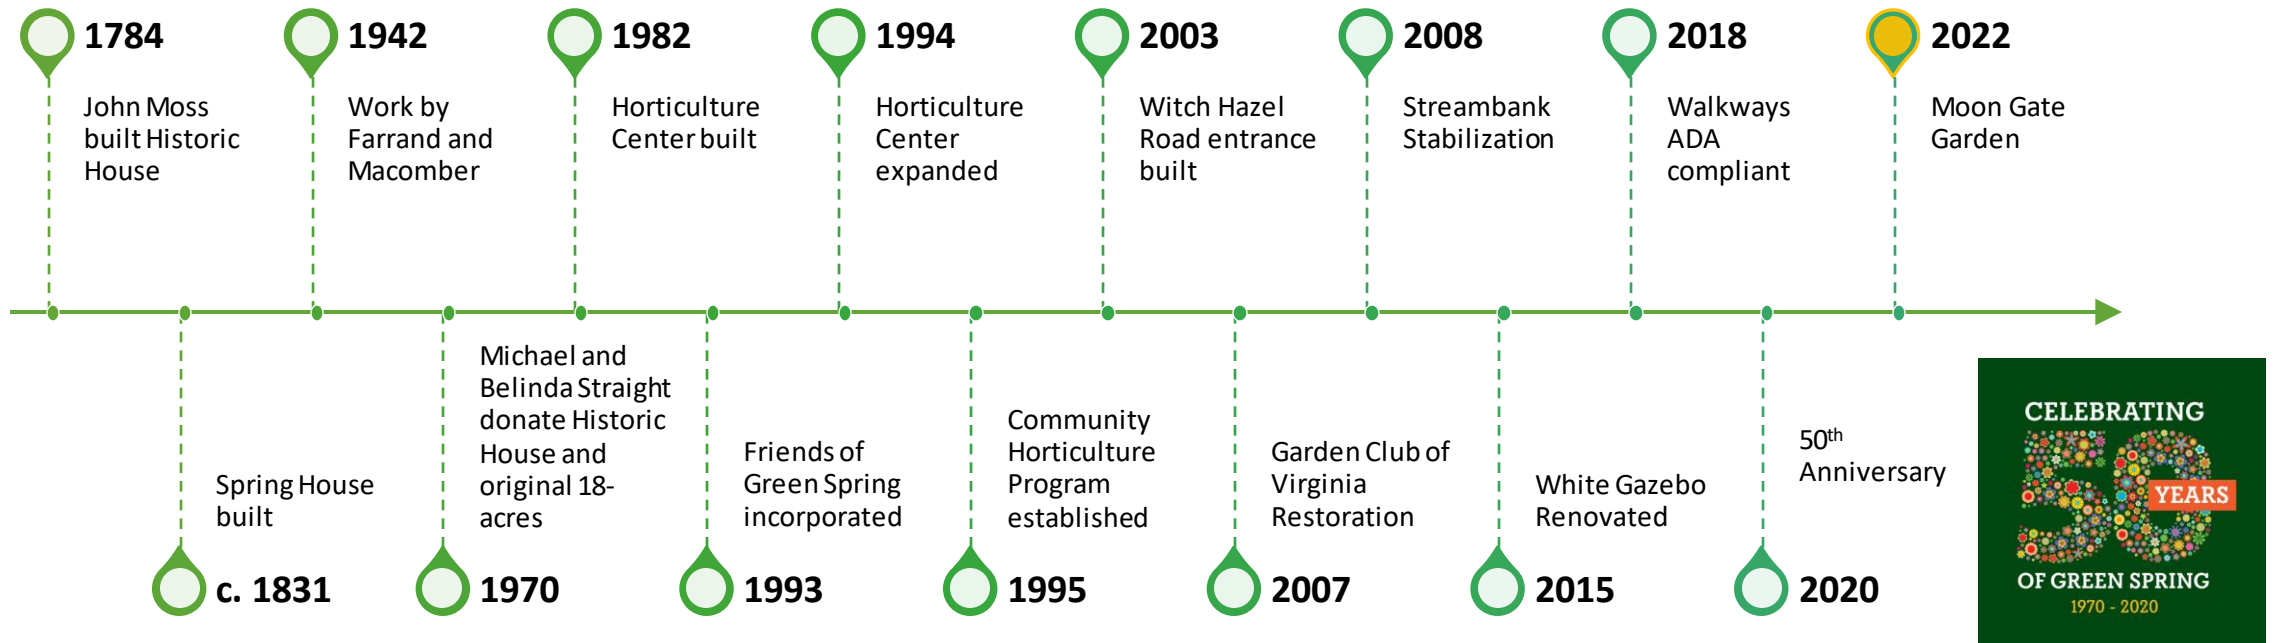 1784
John Moss
built Historic
House
1942
Work by
Farrand and
Macomber
1982
Horticulture
Center built
1994
Horticulture
Center
expanded
2003
Witch Hazel
Road entrance
built
2008
Streambank
Stabilization
2018
Walkways
ADA
compliant
2022
Moon Gate
Garden
Spring House
built
c. 1831
Michael and
Belinda Straight
donate Historic
House and
original 18-
acres
1970
Friends of
Green Spring
incorporated
1993
Community
Horticulture
Program
established
1995
Garden Club of
Virginia
Restoration
2007
White Gazebo
Renovated
2015
50th
Anniversary
2020
CELEBRATING
50
YEARS
OF GREEN SPRING
1970 - 2020